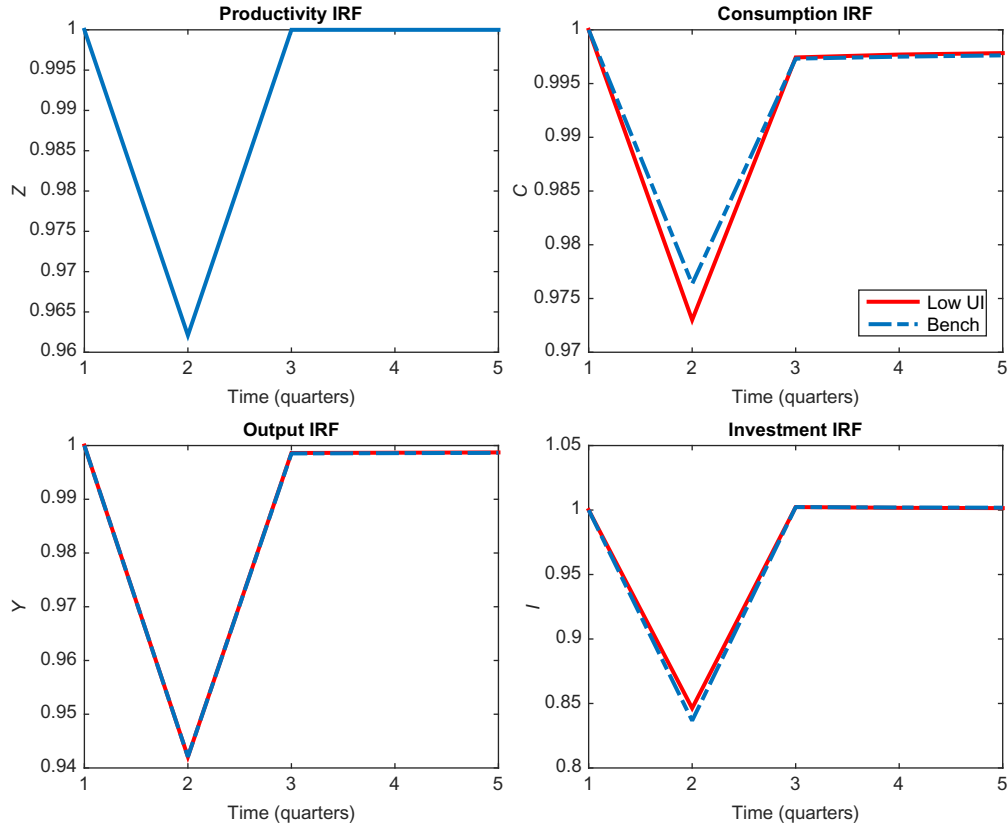 Productivity IRF
1
0.995
0.99
0.985
0.98
0.975
0.97
0.965
0.96
Z
1 2 3 4 5
Time (quarters)
Consumption IRF
1
0.995
0.99
0.985
0.98
0.975
0.97
C
Low UI
Bench
1 2 3 4 5
Time (quarters)
Output IRF
1
0.99
0.98
0.97
0.96
0.95
0.94
Y
1 2 3 4 5
Time (quarters)
Investment IRF
1.05
1
0.95
0.9
0.85
0.8
I
1 2 3 4 5
Time (quarters)